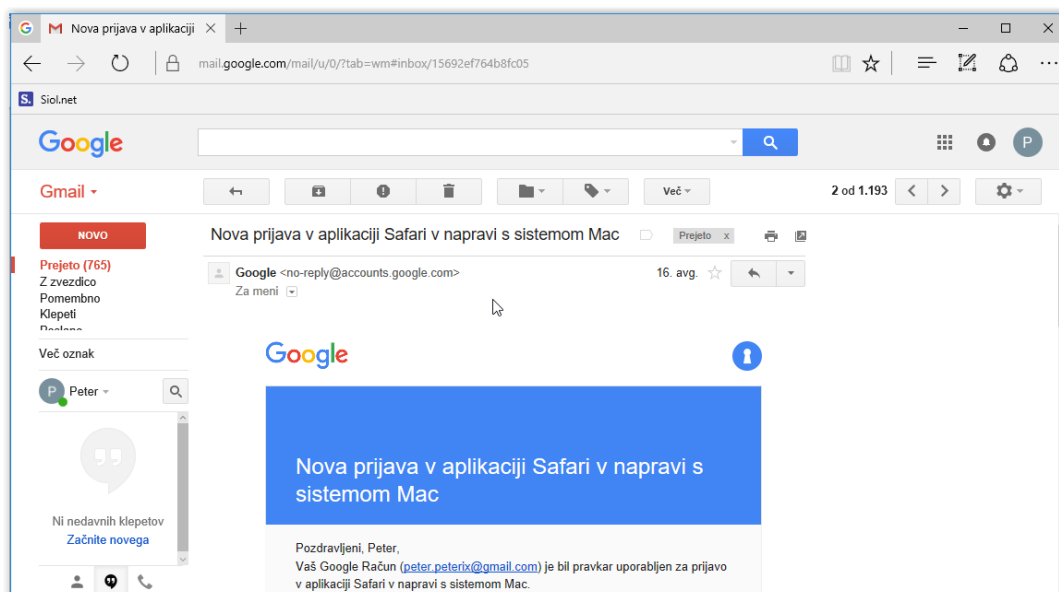 Nova prijava v aplikaciji
mail.google.com/mail/u/0/?tab=wm#inbox/15692ef764b8fc05
S. Siol.net
Google
P
Gmail
Več
2 od 1.193
NOVO
Nova prijava v aplikaciji Safari v napravi s sistemom Mac
Prejeto x
Prejeto (765)
Z zvezdico
Pomembno
Klepeti
Več oznak
Google <no-reply@accounts.google.com>
16. avg.
Za meni
P Peter
Ni nedavnih klepetov
Začnite novega
Google
Nova prijava v aplikaciji Safari v napravi s
sistemom Mac
Pozdravljeni, Peter,
Vaš Google Račun (peter.peterix@gmail.com) je bil pravkar uporabljen za prijavo
v aplikaciji Safari v napravi s sistemom Mac.